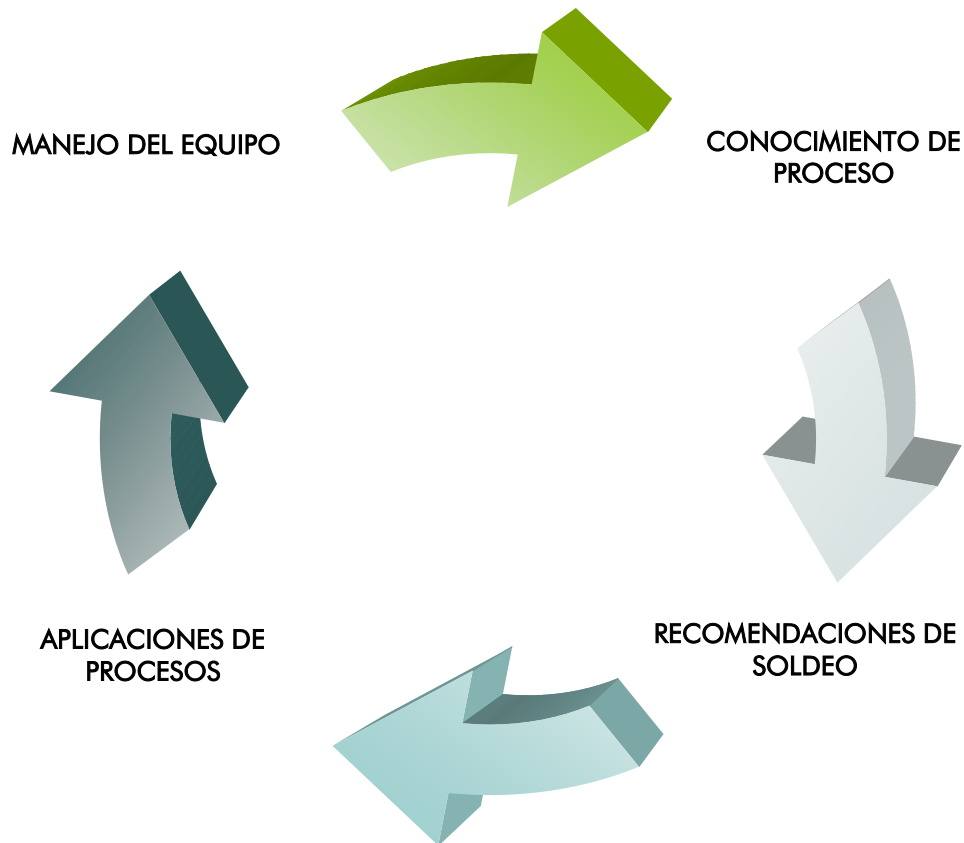 MANEJO DEL EQUIPO
CONOCIMIENTO DE
PROCESO
RECOMENDACIONES DE
SOLDEO
APLICACIONES DE
PROCESOS